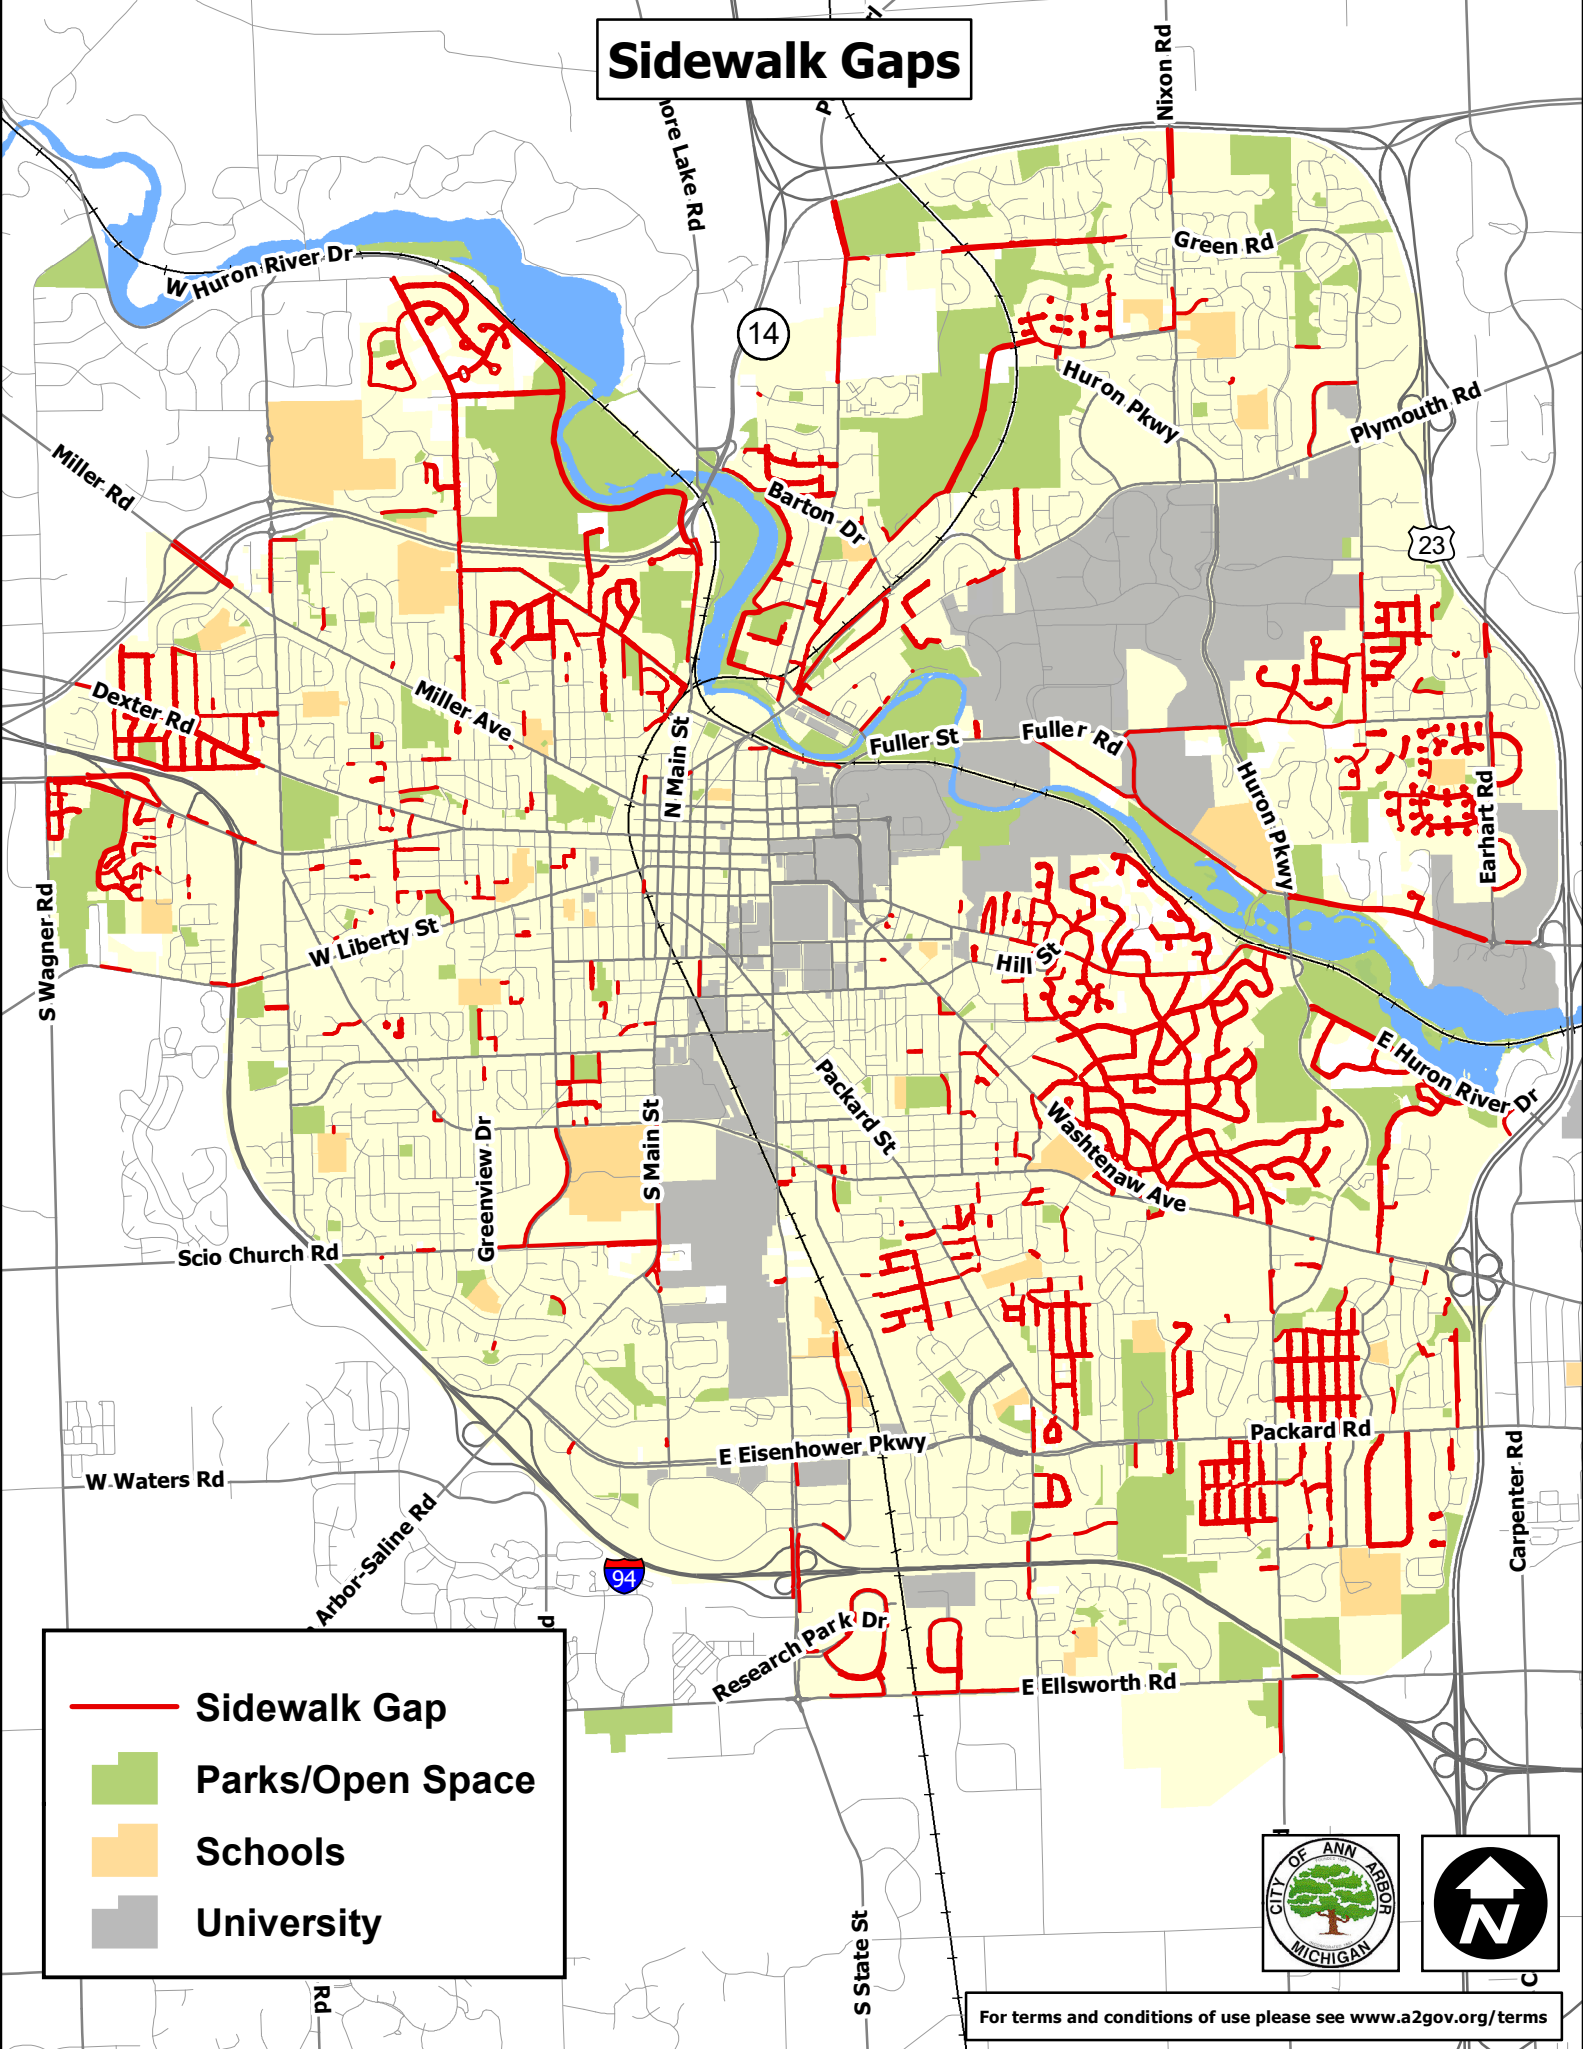 Sidewalk Gaps
Nixon Rd
Lake Rd
Green Rd
W Huron River Dr
14
Huron Pkwy
Plymouth Rd
Miller Rd
Barton Dr
23
Dexter Rd
Miller Ave
N Main St
Fuller St
Fuller Rd
Huron Pkwy
Earhart Rd
S Wagner Rd
W Liberty St
Hill St
E Huron River Dr
Packard St
Washtenaw Ave
Greenview Dr
S Main St
Scio Church Rd
E Eisenhower Pkwy
Packard Rd
W Waters Rd
Arbor-Saline Rd
Carpenter Rd
94
Research Park Dr
E Ellsworth Rd
S State St
Rd
Sidewalk Gap
Parks/Open Space
Schools
University
CITY OF ANN ARBOR
MICHIGAN
N
For terms and conditions of use please see www.a2gov.org/terms